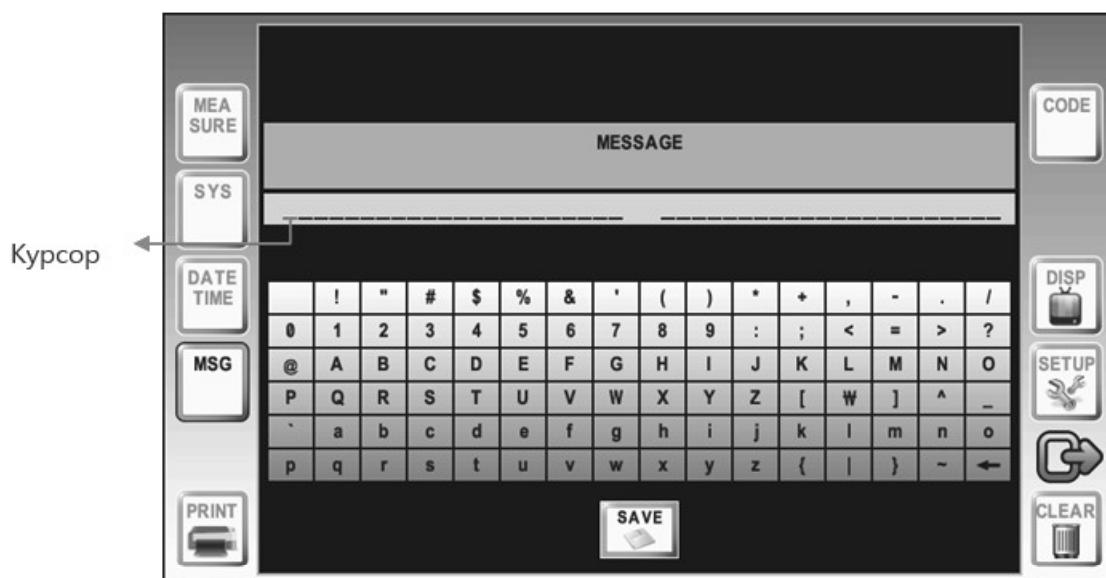 MEA
SURE
CODE
MESSAGE
SYS
Курсор
DATE
TIME
DISP
! " # $ % & ' ( ) * + , - . /
0 1 2 3 4 5 6 7 8 9 : ; < = > ?
MSG
@ A B C D E F G H I J K L M N O
SETUP
P Q R S T U V W X Y Z [ ₩ ] ^ _
` a b c d e f g h i j k l m n o
p q r s t u v w x y z { | } ~ ←
PRINT
SAVE
CLEAR